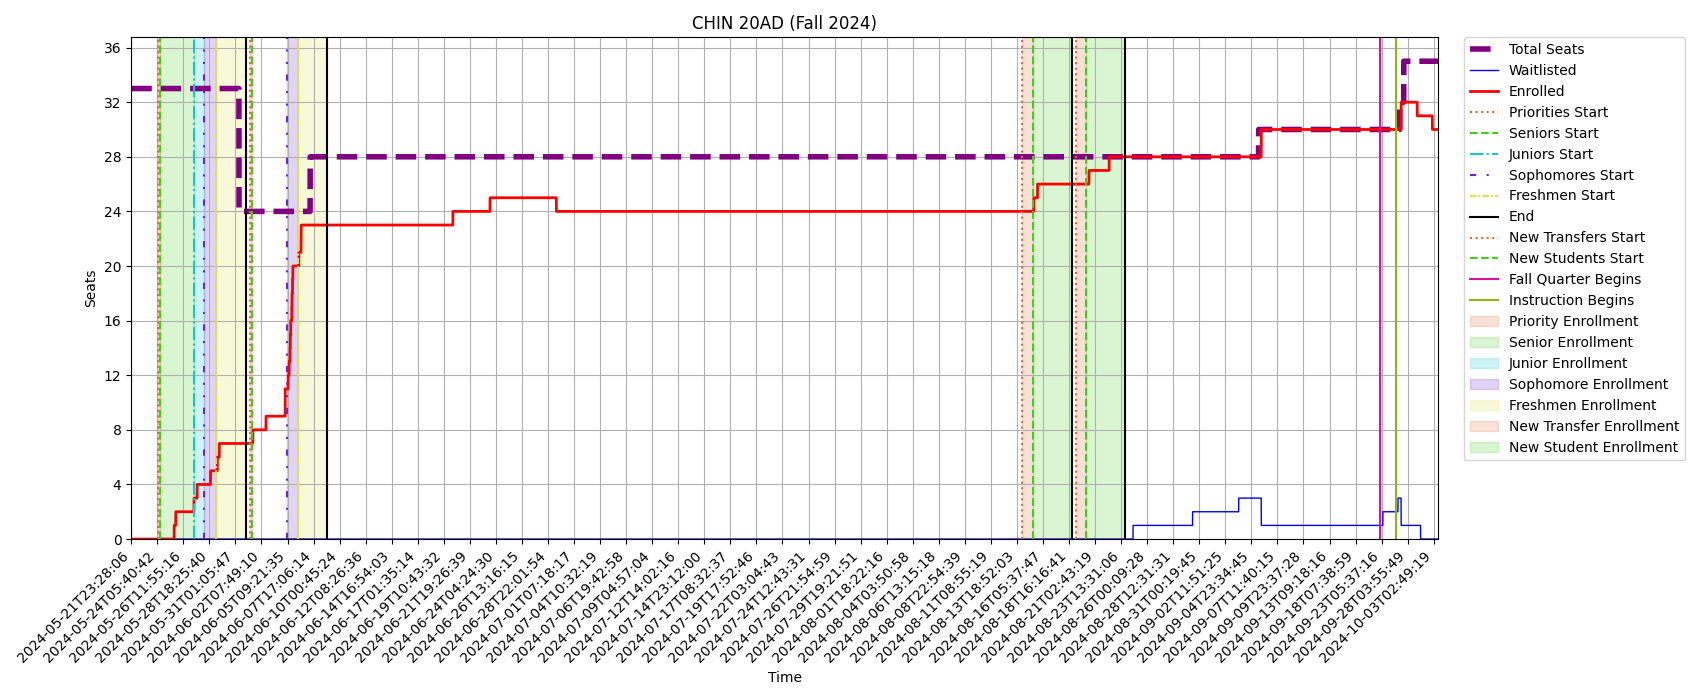 CHIN 20AD (Fall 2024)
36
32
28
24
20
16
12
8
4
0
Seats
2024-05-21T23:28:06
2024-05-24T05:40:42
2024-05-26T11:55:16
2024-05-28T18:25:40
2024-05-31T01:05:47
2024-06-02T07:49:10
2024-06-05T09:21:35
2024-06-07T17:06:14
2024-06-10T00:45:24
2024-06-12T08:26:36
2024-06-14T16:54:03
2024-06-17T01:35:14
2024-06-19T10:43:32
2024-06-21T19:26:39
2024-06-24T04:24:30
2024-06-26T13:16:15
2024-06-28T22:01:54
2024-07-01T07:18:17
2024-07-04T10:32:19
2024-07-06T19:42:58
2024-07-09T04:57:04
2024-07-12T14:02:16
2024-07-14T23:12:00
2024-07-17T08:32:37
2024-07-19T17:52:46
2024-07-22T03:04:43
2024-07-24T12:43:31
2024-07-26T21:54:59
2024-07-29T19:21:51
2024-08-01T18:22:16
2024-08-04T03:50:58
2024-08-06T13:15:18
2024-08-08T22:54:39
2024-08-11T08:55:19
2024-08-13T18:52:03
2024-08-16T05:37:47
2024-08-18T16:16:41
2024-08-21T02:43:19
2024-08-23T13:31:06
2024-08-26T00:09:28
2024-08-28T12:31:31
2024-08-31T00:19:45
2024-09-02T11:51:25
2024-09-04T23:34:45
2024-09-07T11:40:15
2024-09-09T23:37:28
2024-09-13T09:18:16
2024-09-18T07:38:59
2024-09-23T05:37:16
2024-09-28T03:55:49
2024-10-03T02:49:19
Time
Total Seats
Waitlisted
Enrolled
Priorities Start
Seniors Start
Juniors Start
Sophomores Start
Freshmen Start
End
New Transfers Start
New Students Start
Fall Quarter Begins
Instruction Begins
Priority Enrollment
Senior Enrollment
Junior Enrollment
Sophomore Enrollment
Freshmen Enrollment
New Transfer Enrollment
New Student Enrollment